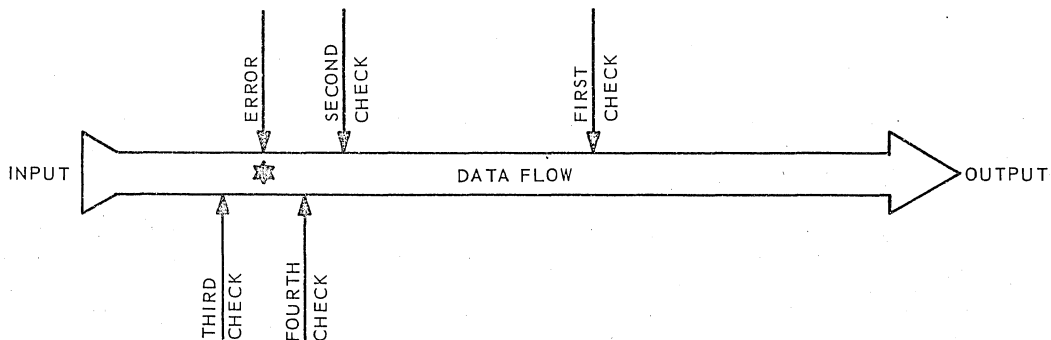 ERROR
SECOND
CHECK
FIRST
CHECK
INPUT
DATA FLOW
OUTPUT
THIRD
CHECK
FOURTH
CHECK